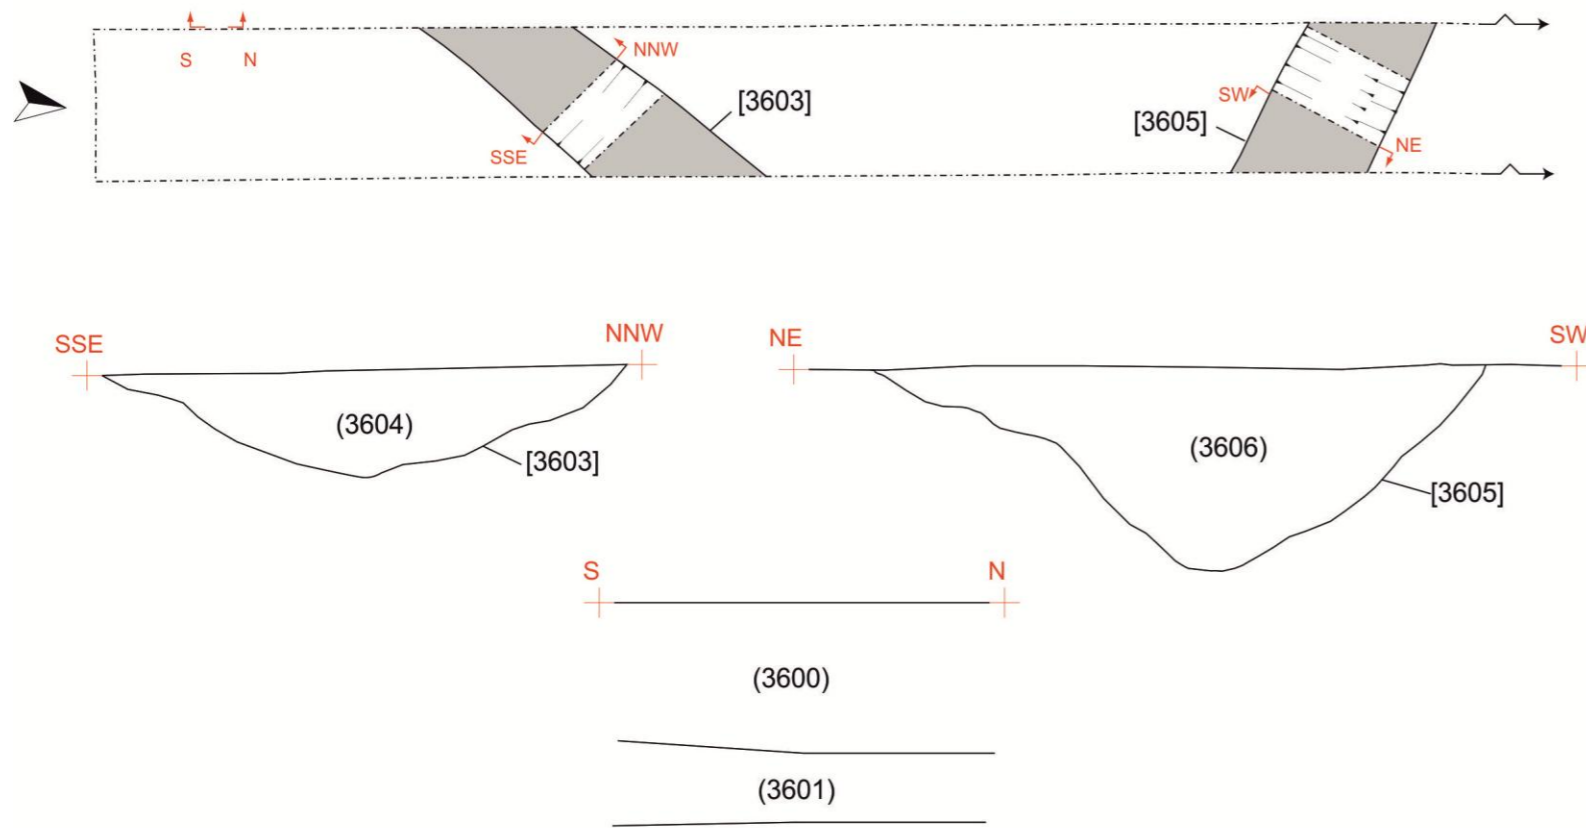 S
N
NNW
[3603]
SSE
SW
[3605]
NE
SSE
NNW
(3604)
[3603]
NE
SW
(3606)
[3605]
S
N
(3600)
(3601)